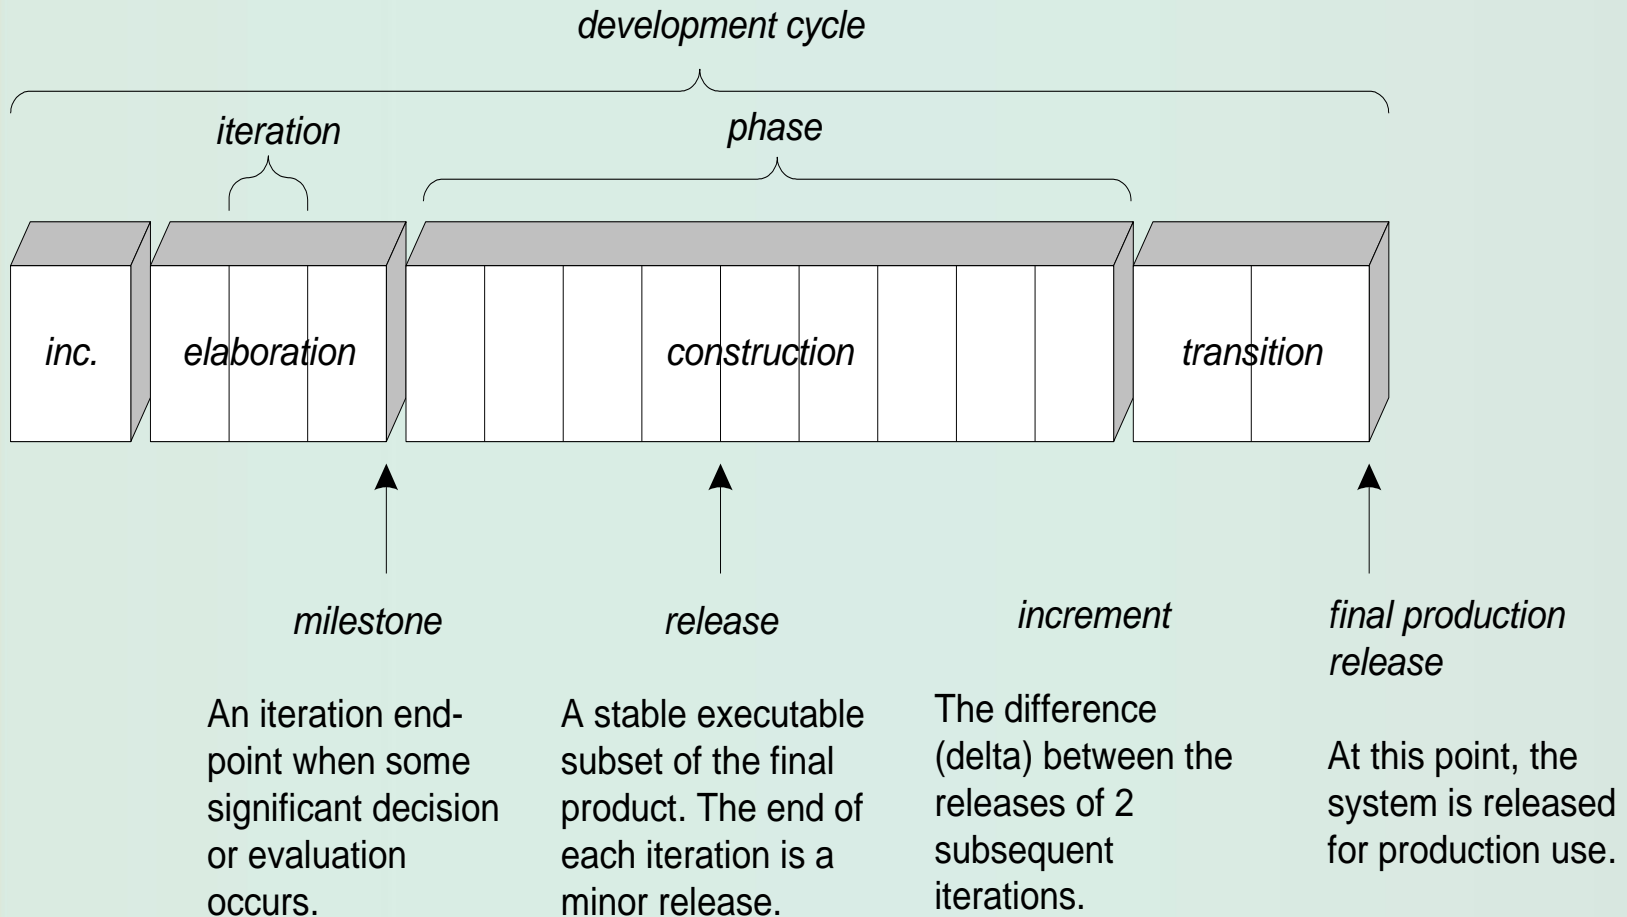 development cycle
iteration
phase
inc.
elaboration
construction
transition
milestone
An iteration end-
point when some
significant decision
or evaluation
occurs.
release
A stable executable
subset of the final
product. The end of
each iteration is a
minor release.
increment
The difference
(delta) between the
releases of 2
subsequent
iterations.
final production
release
At this point, the
system is released
for production use.